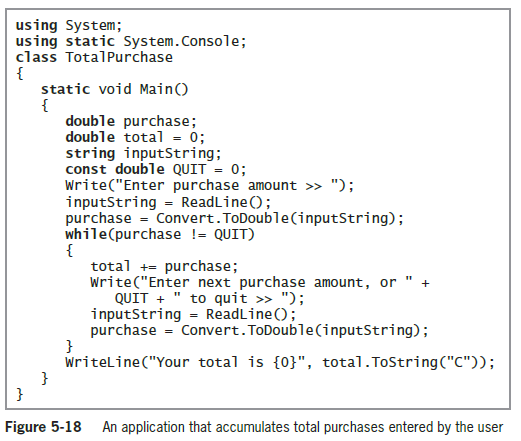 using System;
using static System.Console;
class TotalPurchase
{
static void Main()
{
double purchase;
double total = 0;
string inputString;
const double QUIT = 0;
Write("Enter purchase amount >> ");
inputString = ReadLine();
purchase = Convert.ToDouble(inputString);
while(purchase != QUIT)
{
total += purchase;
Write("Enter next purchase amount, or " +
QUIT + " to quit >> ");
inputString = ReadLine();
purchase = Convert.ToDouble(inputString);
}
WriteLine("Your total is {0}", total.ToString("C"));
}
}
Figure 5-18 An application that accumulates total purchases entered by the user